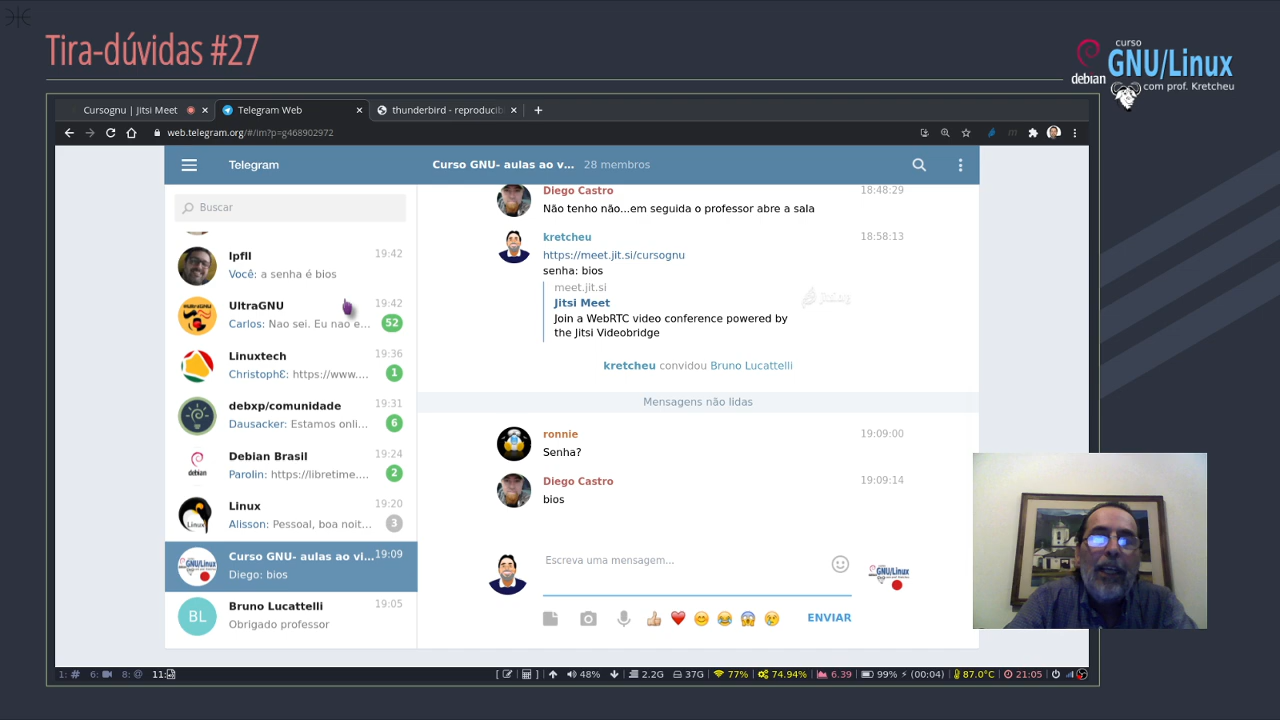 Tira-dúvidas #27
curso
GNU/Linux
debian
com prof. Kretcheu
Cursognu | Jitsi Meet
Telegram Web
thunderbird - reproducib
web.telegram.org/#/im?p=g468902972
Telegram
Curso GNU- aulas ao v... 28 membros
Buscar
lpfll 19:42
Você: a senha é bios
UltraGNU 19:42
Carlos: Nao sei. Eu nao e... 52
Linuxtech 19:36
ChristophƐ: https://www.... 1
debxp/comunidade 19:31
Dausacker: Estamos onli... 6
Debian Brasil 19:24
Parolin: https://libretime.... 2
Linux 19:20
Alisson: Pessoal, boa noit... 3
Curso GNU- aulas ao vi... 19:09
Diego: bios
BL
Bruno Lucattelli 19:05
Obrigado professor
Diego Castro 18:48:29
Não tenho não...em seguida o professor abre a sala
kretcheu 18:58:13
https://meet.jit.si/cursognu
senha: bios
meet.jit.si
Jitsi Meet
Join a WebRTC video conference powered by
the Jitsi Videobridge
kretcheu convidou Bruno Lucattelli
Mensagens não lidas
ronnie 19:09:00
Senha?
Diego Castro 19:09:14
bios
Escreva uma mensagem...
GNU/Linux
ENVIAR
1: # 6: 8: @ 11:
48% 2.2G 37G 77% 74.94% 6.39 99% (00:04) 87.0°C 21:05